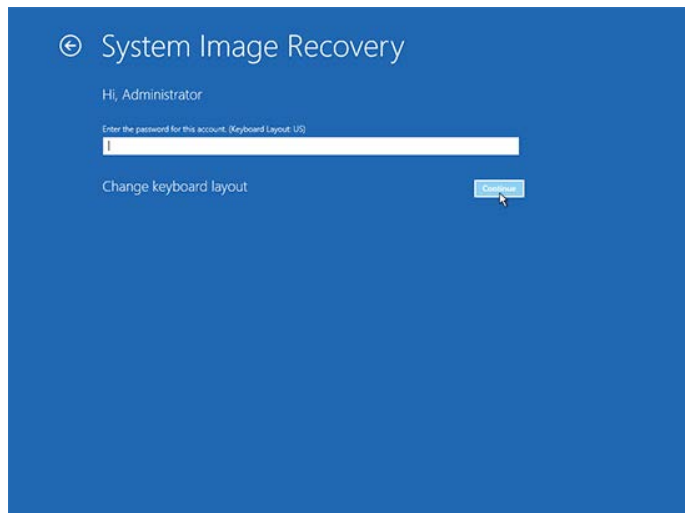 System Image Recovery
Hi, Administrator
Enter the password for this account. (Keyboard Layout: US)
Change keyboard layout
Continue